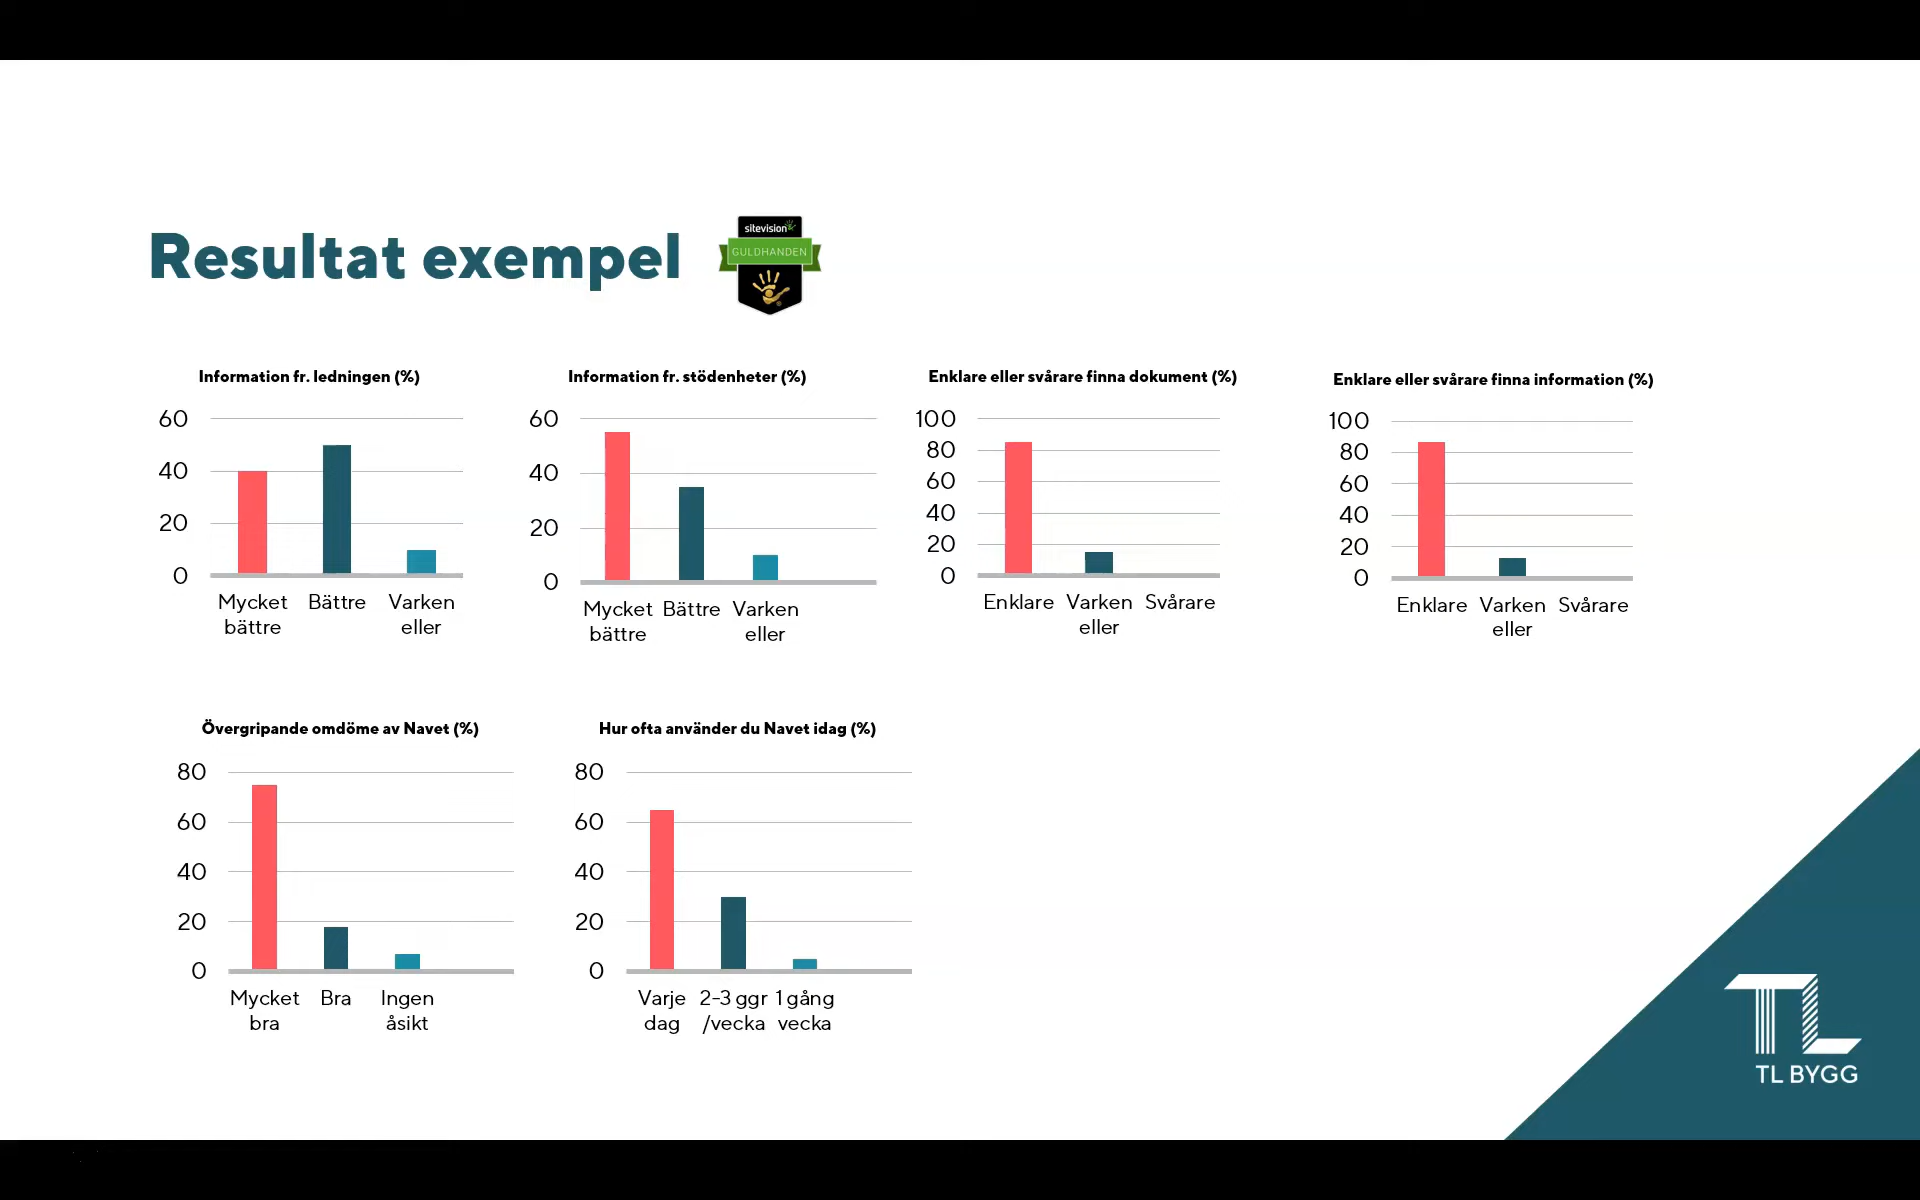 Resultat exempel
sitevision
GULDHANDEN
Information fr. ledningen (%)
60
40
20
0
Mycket bättre
Bättre
Varken eller
Information fr. stödenheter (%)
60
40
20
0
Mycket bättre
Bättre
Varken eller
Enklare eller svårare finna dokument (%)
100
80
60
40
20
0
Enklare
Varken eller
Svårare
Enklare eller svårare finna information (%)
100
80
60
40
20
0
Enklare
Varken eller
Svårare
Övergripande omdöme av Navet (%)
80
60
40
20
0
Mycket bra
Bra
Ingen åsikt
Hur ofta använder du Navet idag (%)
80
60
40
20
0
Varje dag
2-3 ggr /vecka
1 gång vecka
TL BYGG